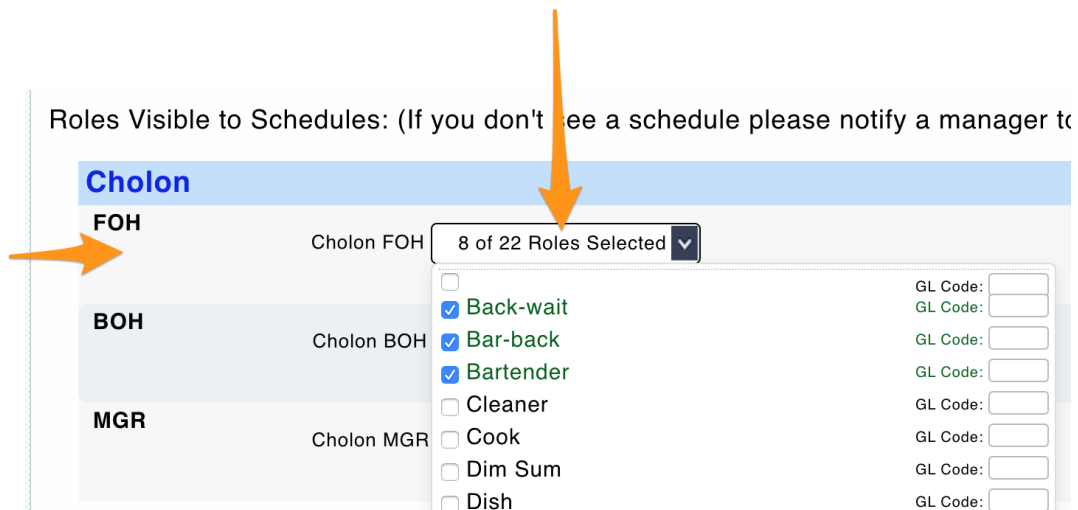 Roles Visible to Schedules: (If you don't see a schedule please notify a manager
Cholon
FOH
Cholon FOH 8 of 22 Roles Selected
GL Code:
Back-wait GL Code:
BOH
Cholon BOH Bar-back GL Code:
Bartender GL Code:
Cleaner GL Code:
MGR
Cholon MGR Cook GL Code:
Dim Sum GL Code:
Dish GL Code: